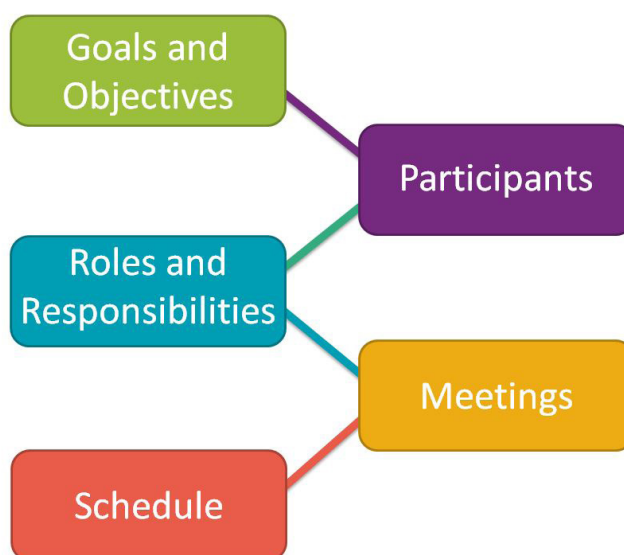 Goals and
Objectives
Participants
Roles and
Responsibilities
Meetings
Schedule